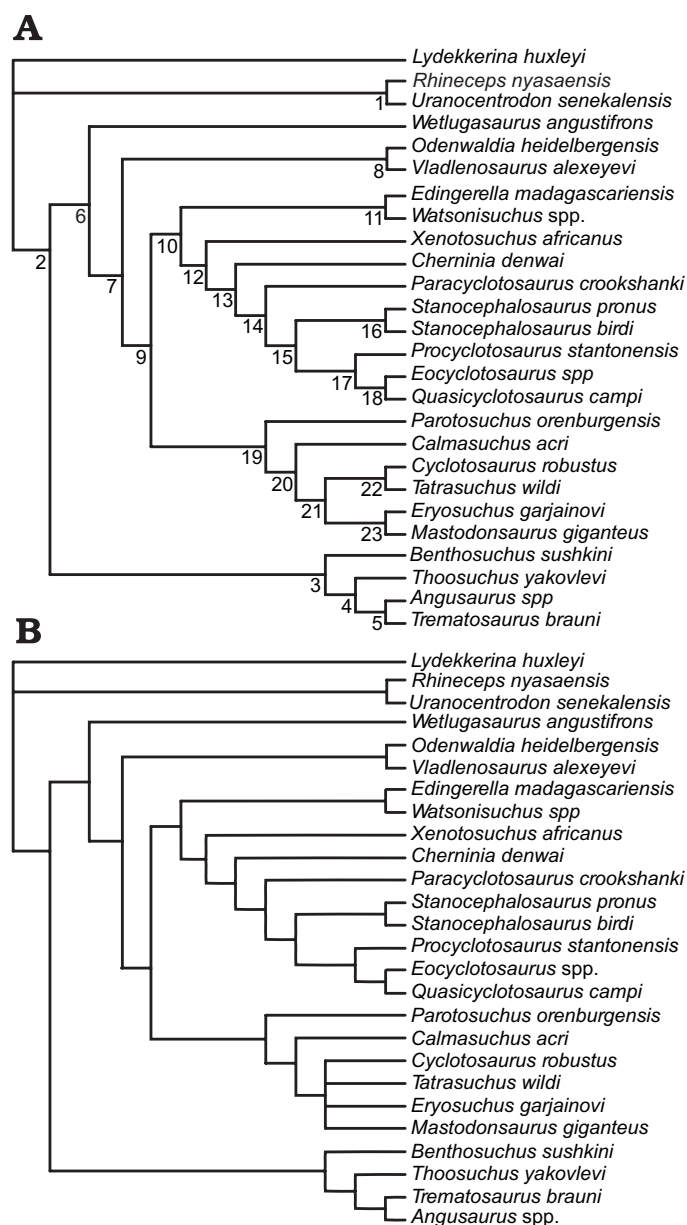 A
Lydekkerina huxleyi
Rhineceps nyasaensis
1
Uranocentrodon senekalensis
Wetlugasaurus angustifrons
Odenwaldia heidelbergensis
8
Vladlenosaurus alexeyevi
Edingerella madagascariensis
6
11
Watsonisuchus spp.
10
Xenotosuchus africanus
2
12
Cherninia denwai
7
13
Paracyclotosaurus crookshanki
14
Stanocephalosaurus pronus
16
Stanocephalosaurus birdi
9
15
Procyclotosaurus stantonensis
17
Eocyclotosaurus spp
18
Quasicyclotosaurus campi
Parotosuchus orenburgensis
19
Calmasuchus acri
20
Cyclotosaurus robustus
22
Tatrasuchus wildi
21
Eryosuchus garjainovi
23
Mastodonsaurus giganteus
Benthosuchus sushkini
3
Thoosuchus yakovlevi
4
Angusaurus spp
5
Trematosaurus brauni
B
Lydekkerina huxleyi
Rhineceps nyasaensis
Uranocentrodon senekalensis
Wetlugasaurus angustifrons
Odenwaldia heidelbergensis
Vladlenosaurus alexeyevi
Edingerella madagascariensis
Watsonisuchus spp
Xenotosuchus africanus
Cherninia denwai
Paracyclotosaurus crookshanki
Stanocephalosaurus pronus
Stanocephalosaurus birdi
Procyclotosaurus stantonensis
Eocyclotosaurus spp.
Quasicyclotosaurus campi
Parotosuchus orenburgensis
Calmasuchus acri
Cyclotosaurus robustus
Tatrasuchus wildi
Eryosuchus garjainovi
Mastodonsaurus giganteus
Benthosuchus sushkini
Thoosuchus yakovlevi
Trematosaurus brauni
Angusaurus spp.